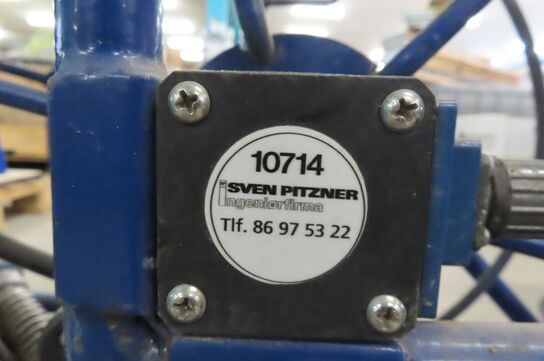 10714
SVEN PITZNER
Ingeniørfirma
Tlf. 86 97 53 22